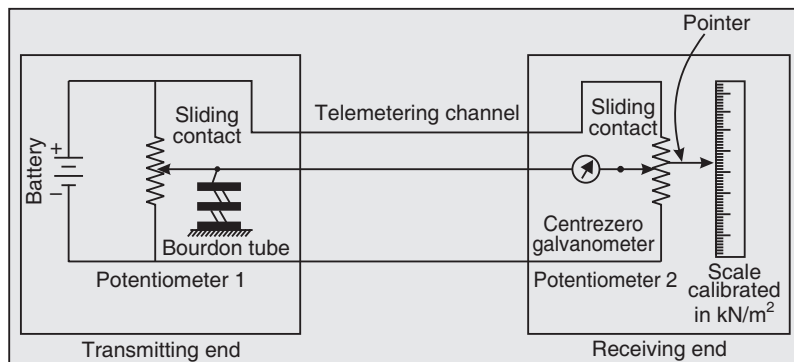 Pointer
Battery
+
–
Sliding
contact
Bourdon tube
Potentiometer 1
Transmitting end
Telemetering channel
Sliding
contact
Centrezero
galvanometer
Potentiometer 2
Scale
calibrated
in kN/m²
Receiving end